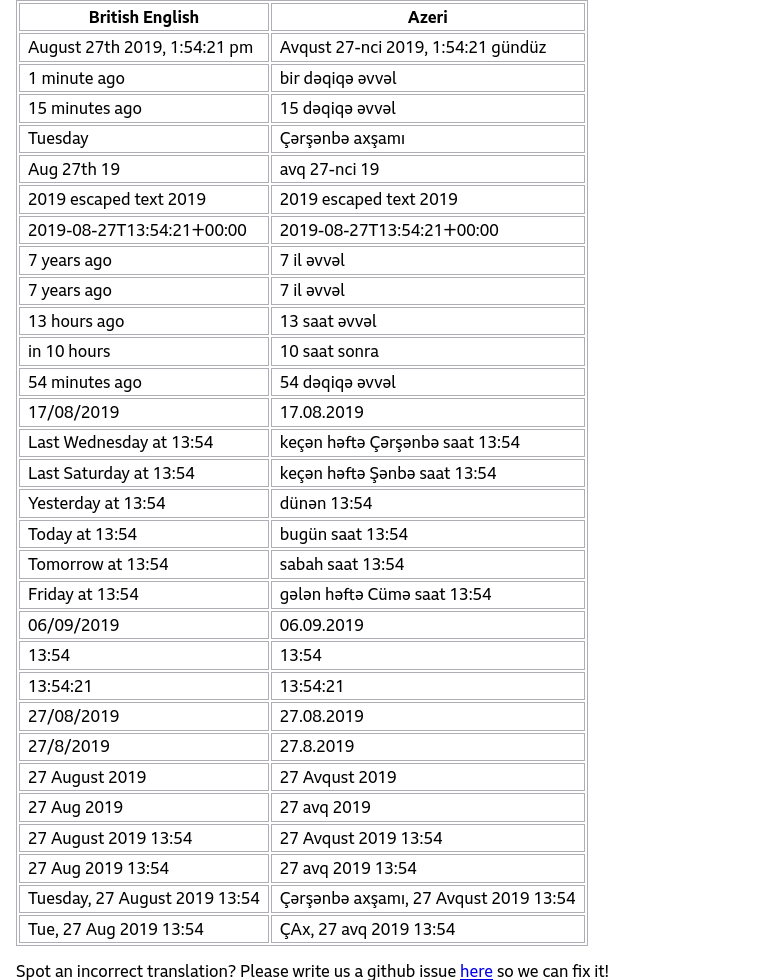 British English Azeri
August 27th 2019, 1:54:21 pm Avqust 27-nci 2019, 1:54:21 gündüz
1 minute ago bir dəqiqə əvvəl
15 minutes ago 15 dəqiqə əvvəl
Tuesday Çərşənbə axşamı
Aug 27th 19 avq 27-nci 19
2019 escaped text 2019 2019 escaped text 2019
2019-08-27T13:54:21+00:00 2019-08-27T13:54:21+00:00
7 years ago 7 il əvvəl
7 years ago 7 il əvvəl
13 hours ago 13 saat əvvəl
in 10 hours 10 saat sonra
54 minutes ago 54 dəqiqə əvvəl
17/08/2019 17.08.2019
Last Wednesday at 13:54 keçən həftə Çərşənbə saat 13:54
Last Saturday at 13:54 keçən həftə Şənbə saat 13:54
Yesterday at 13:54 dünən 13:54
Today at 13:54 bugün saat 13:54
Tomorrow at 13:54 sabah saat 13:54
Friday at 13:54 gələn həftə Cümə saat 13:54
06/09/2019 06.09.2019
13:54 13:54
13:54:21 13:54:21
27/08/2019 27.08.2019
27/8/2019 27.8.2019
27 August 2019 27 Avqust 2019
27 Aug 2019 27 avq 2019
27 August 2019 13:54 27 Avqust 2019 13:54
27 Aug 2019 13:54 27 avq 2019 13:54
Tuesday, 27 August 2019 13:54 Çərşənbə axşamı, 27 Avqust 2019 13:54
Tue, 27 Aug 2019 13:54 ÇAx, 27 avq 2019 13:54
Spot an incorrect translation? Please write us a github issue here so we can fix it!